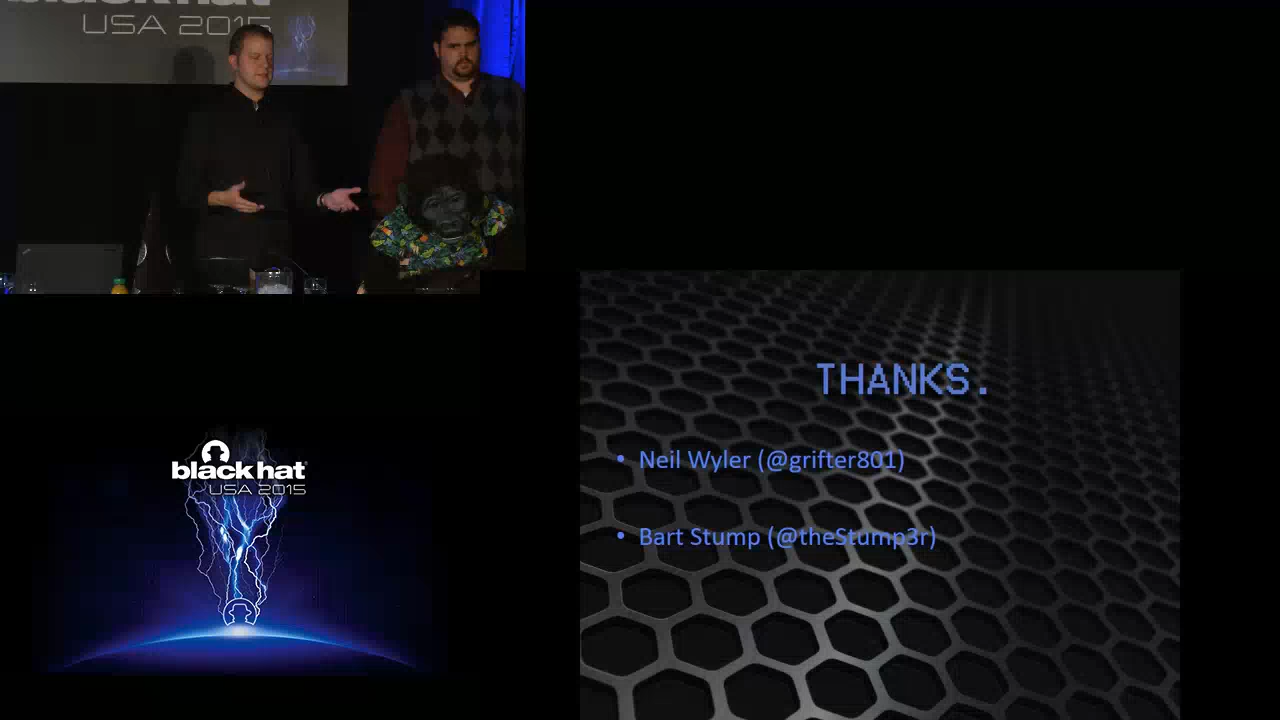 black hat
USA 2015
THANKS.
• Neil Wyler (@grifter801)
• Bart Stump (@theStump3r)
black hat
USA 2015